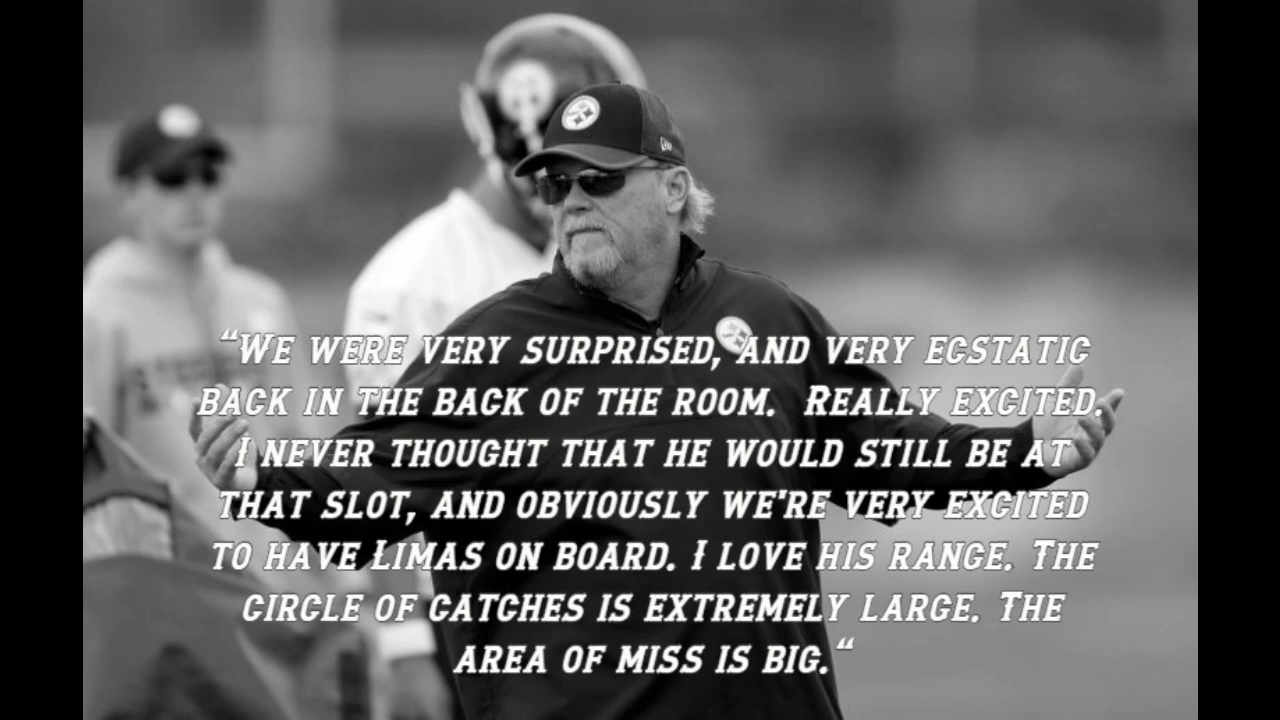 “We were very surprised, and very ecstatic
back in the back of the room.  Really excited.
I never thought that he would still be at
that slot, and obviously we're very excited
to have Limas on board. I love his range. The
circle of catches is extremely large. The
area of miss is big.“